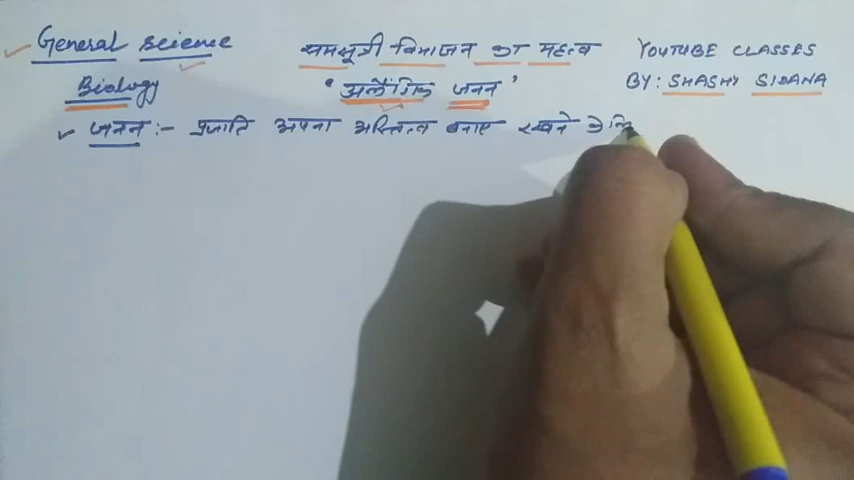 General Science समसूत्री विभाजन का महत्व YOUTUBE CLASSES
Biology 'अलैंगिक जनन' BY: SHASHI SIDANA
जनन :- प्रजाति अपना अस्तित्व बनाए रखने के लि